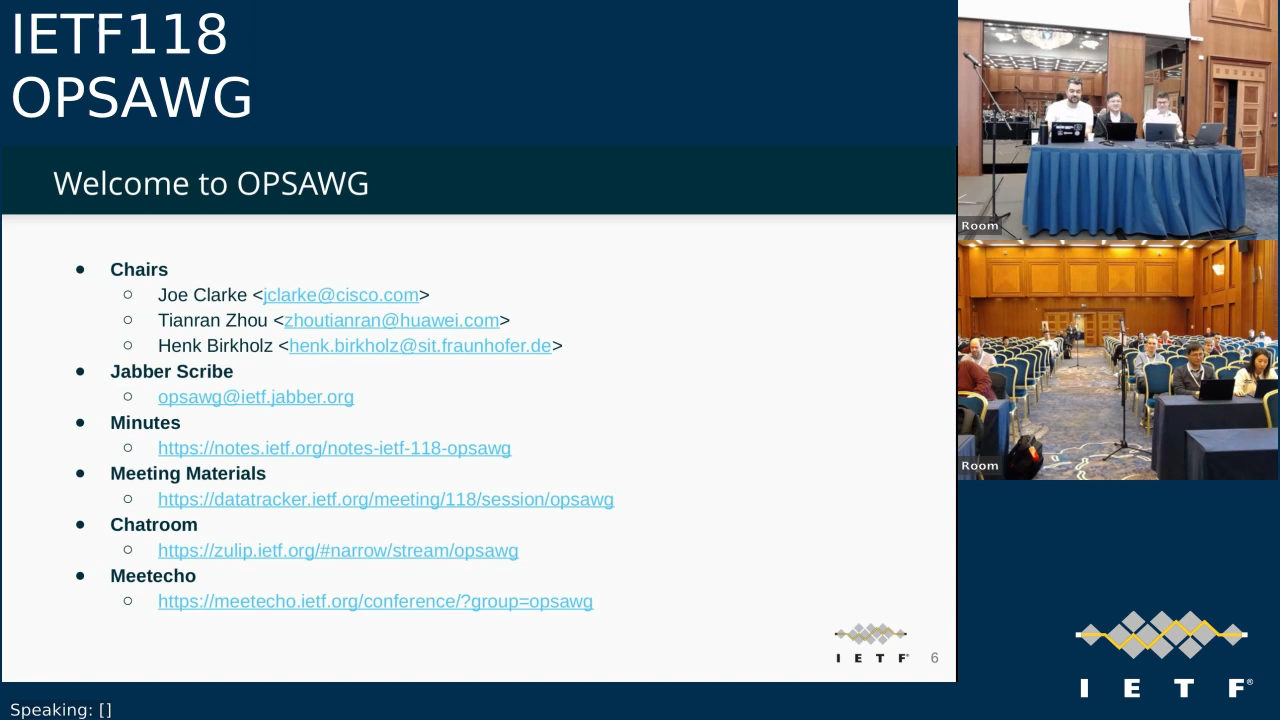 IETF118
OPSAWG
Welcome to OPSAWG
● Chairs
○ Joe Clarke <jclarke@cisco.com>
○ Tianran Zhou <zhoutianran@huawei.com>
○ Henk Birkholz <henk.birkholz@sit.fraunhofer.de>
● Jabber Scribe
○ opsawg@ietf.jabber.org
● Minutes
○ https://notes.ietf.org/notes-ietf-118-opsawg
● Meeting Materials
○ https://datatracker.ietf.org/meeting/118/session/opsawg
● Chatroom
○ https://zulip.ietf.org/#narrow/stream/opsawg
● Meetecho
○ https://meetecho.ietf.org/conference/?group=opsawg
I E T F®
6
Room
Room
I E T F®
Speaking: []